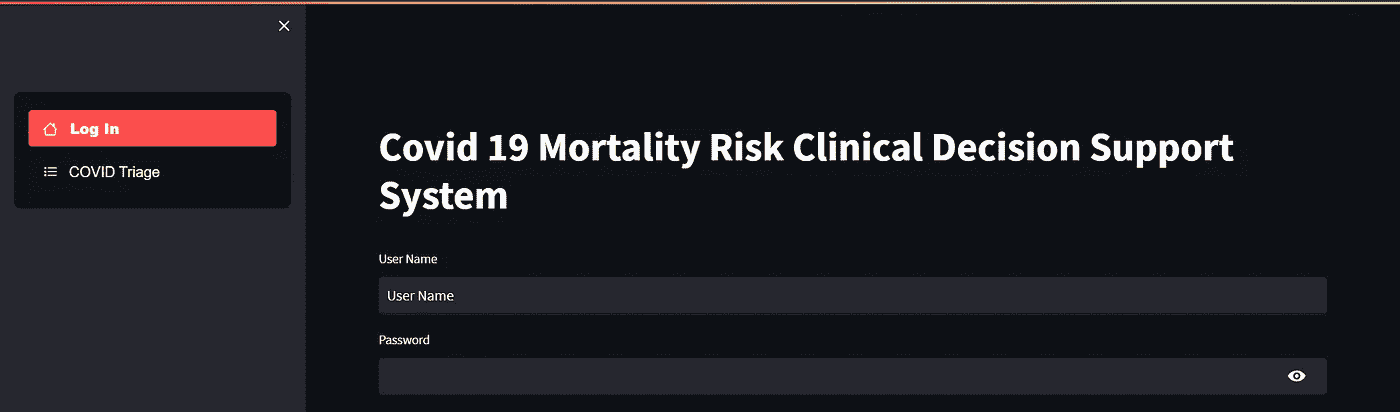 Log In
COVID Triage
Covid 19 Mortality Risk Clinical Decision Support
System
User Name
User Name
Password